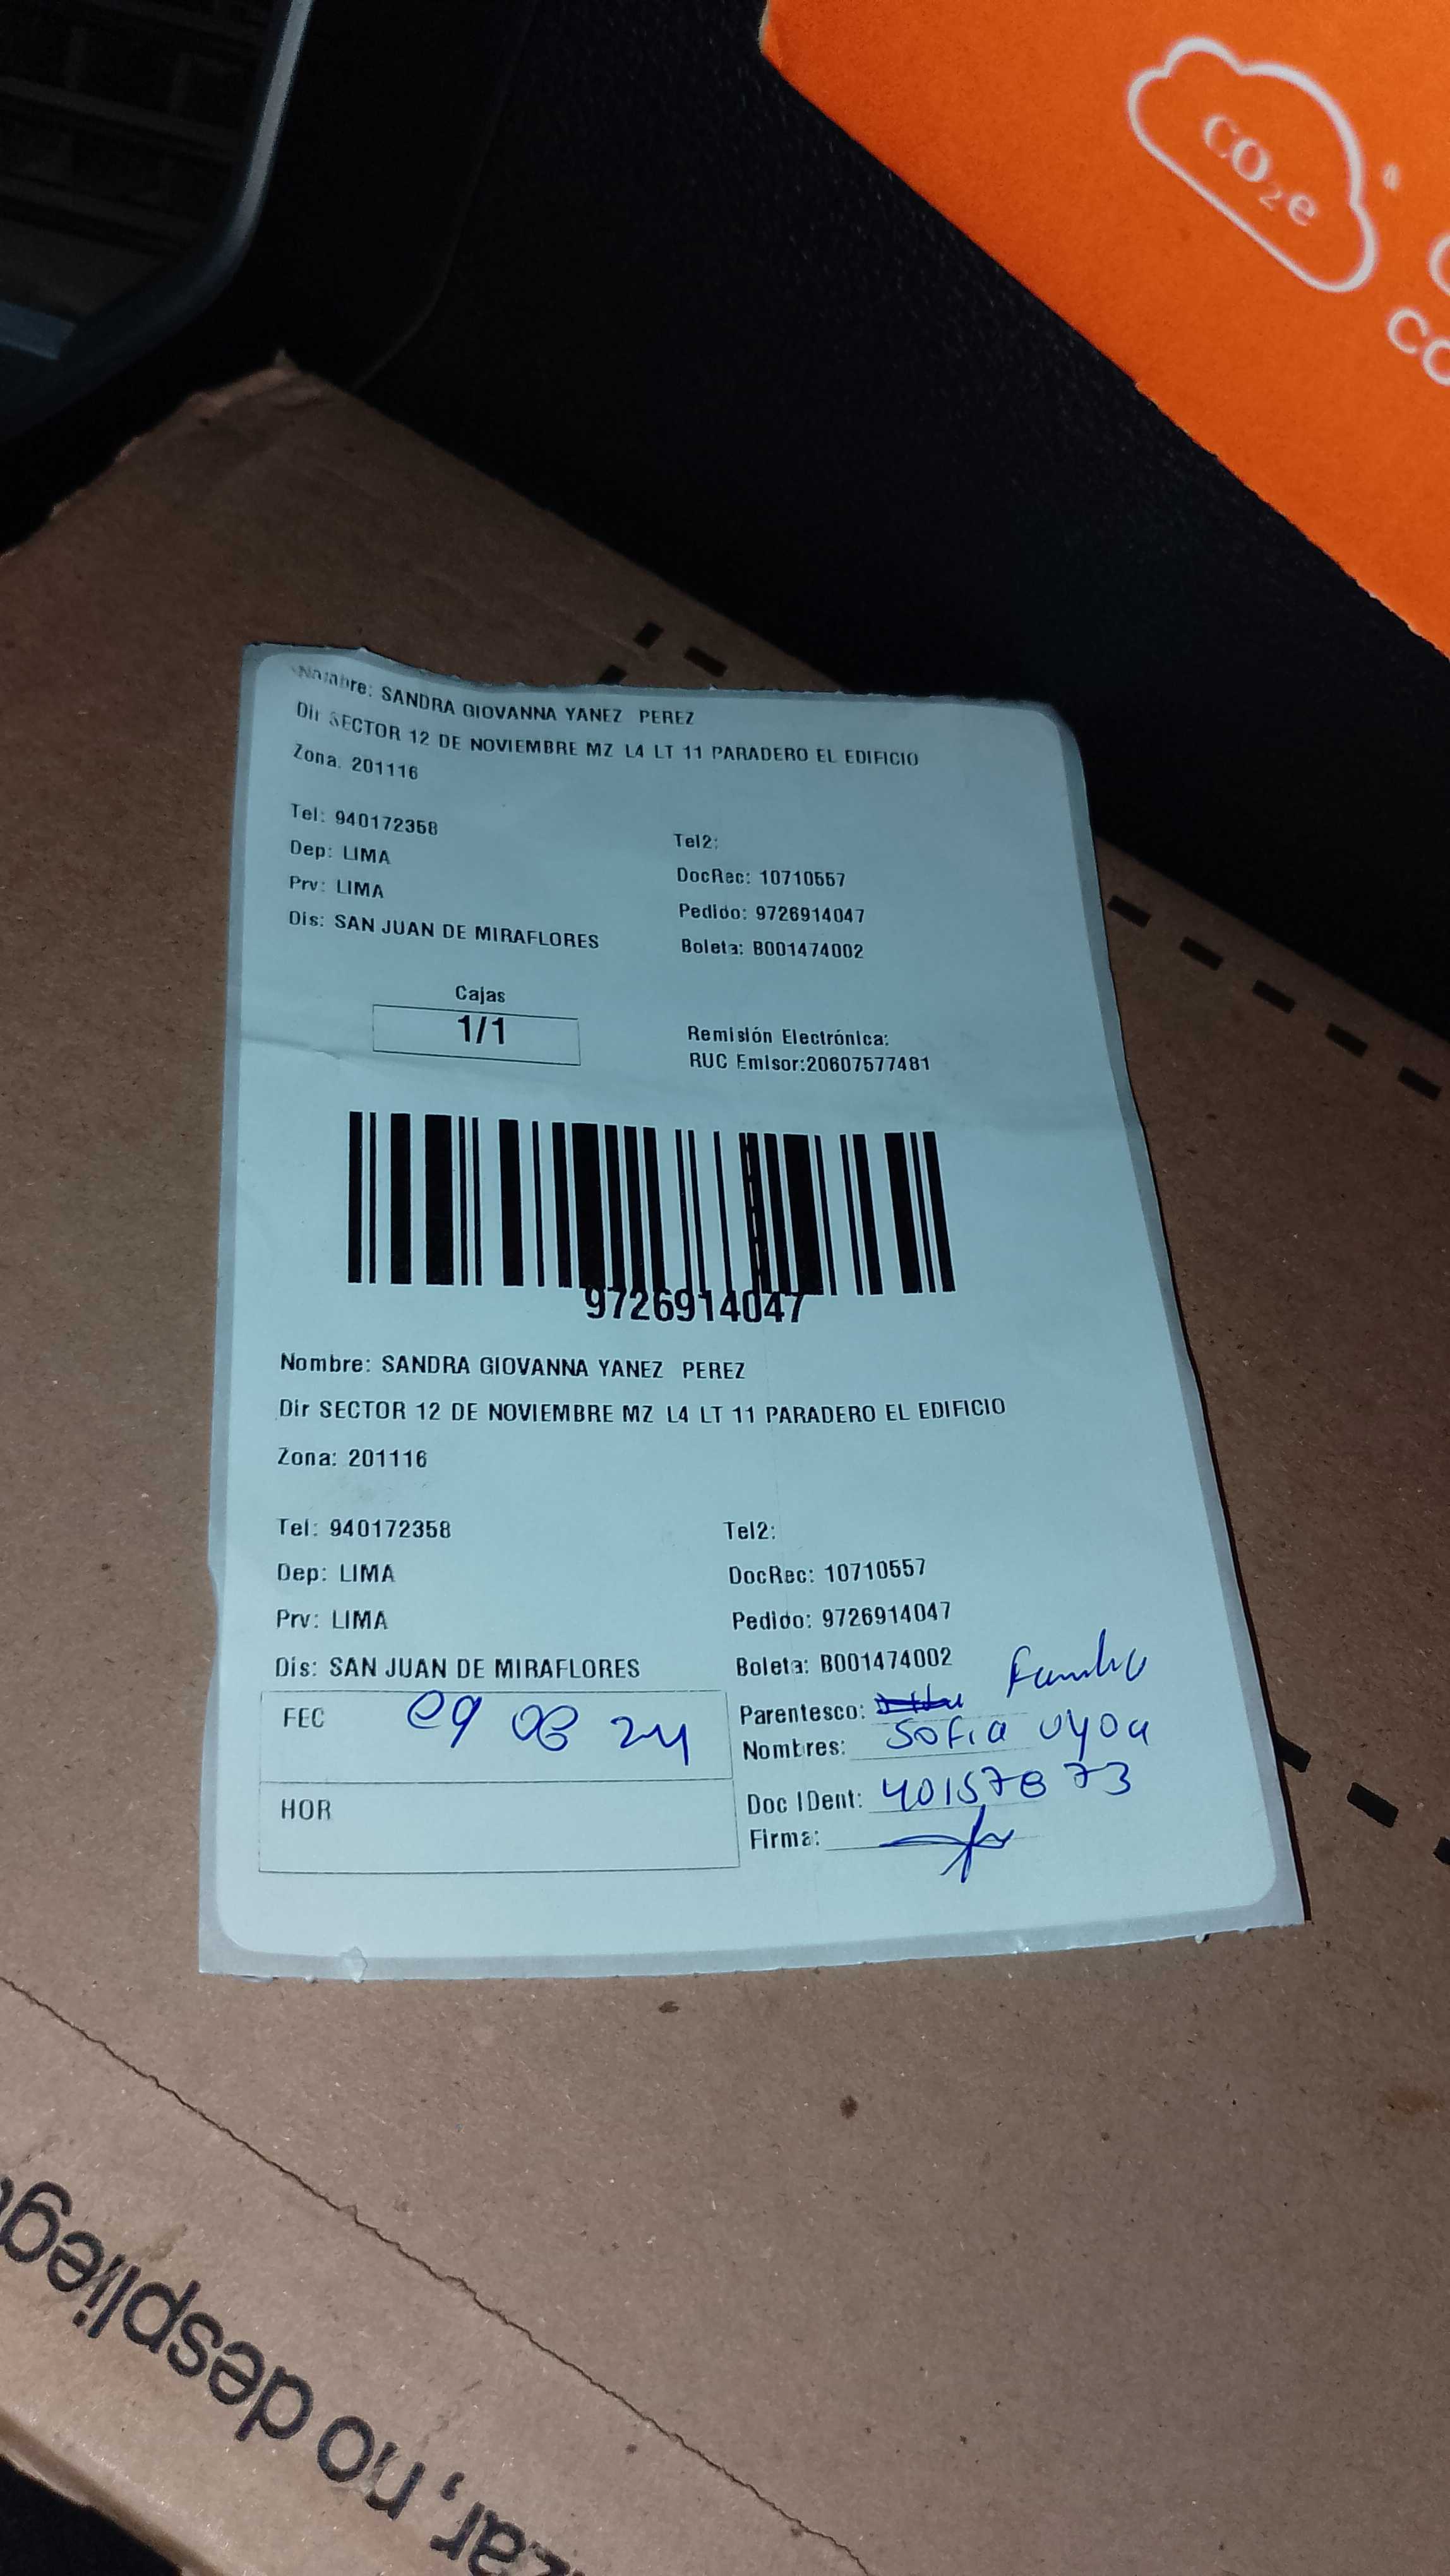 CO2e
CO
Nombre: SANDRA GIOVANNA YANEZ PEREZ
Dir SECTOR 12 DE NOVIEMBRE MZ L4 LT 11 PARADERO EL EDIFICIO
Zona: 201116
Tel: 940172358
Tel2:
Dep: LIMA
DocRec: 10710557
Prv: LIMA
Pedido: 9726914047
Dis: SAN JUAN DE MIRAFLORES
Boleta: B001474002
Cajas
1/1
Remisión Electrónica:
RUC Emisor:20607577481
9726914047
Nombre: SANDRA GIOVANNA YANEZ PEREZ
Dir SECTOR 12 DE NOVIEMBRE MZ L4 LT 11 PARADERO EL EDIFICIO
Zona: 201116
Tel: 940172358
Tel2:
Dep: LIMA
DocRec: 10710557
Prv: LIMA
Pedido: 9726914047
Dis: SAN JUAN DE MIRAFLORES
Boleta: B001474002
FEC 09 08 24
Parentesco:
Nombres: Sofia
HOR
Doc IDent: 40157873
Firma:
zar, no desplieg